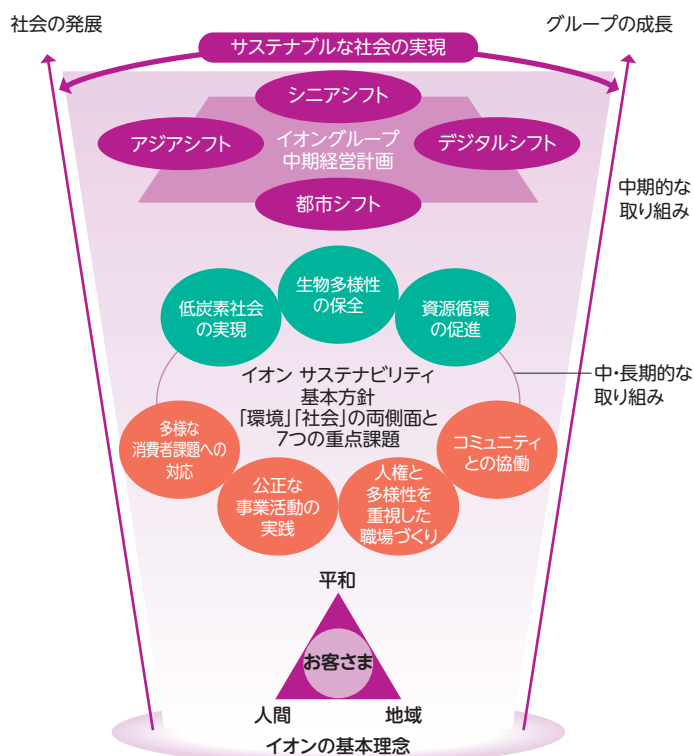 社会の発展
グループの成長
サステナブルな社会の実現
シニアシフト
アジアシフト
イオングループ
中期経営計画
デジタルシフト
都市シフト
中期的な
取り組み
低炭素社会
の実現
生物多様性
の保全
資源循環
の促進
イオン サステナビリティ
基本方針
「環境」「社会」の両側面と
7つの重点課題
中・長期的な
取り組み
多様な
消費者課題への
対応
公正な
事業活動の
実践
人権と
多様性を
重視した
職場づくり
コミュニティ
との協働
平和
お客さま
人間
地域
イオンの基本理念